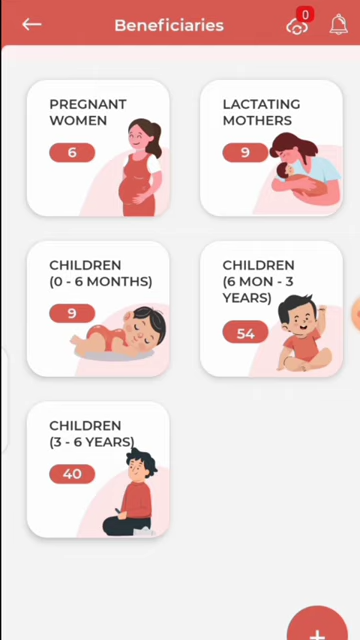 Beneficiaries
0
PREGNANT
WOMEN
6
LACTATING
MOTHERS
9
CHILDREN
(0 - 6 MONTHS)
9
CHILDREN
(6 MON - 3
YEARS)
54
CHILDREN
(3 - 6 YEARS)
40
+